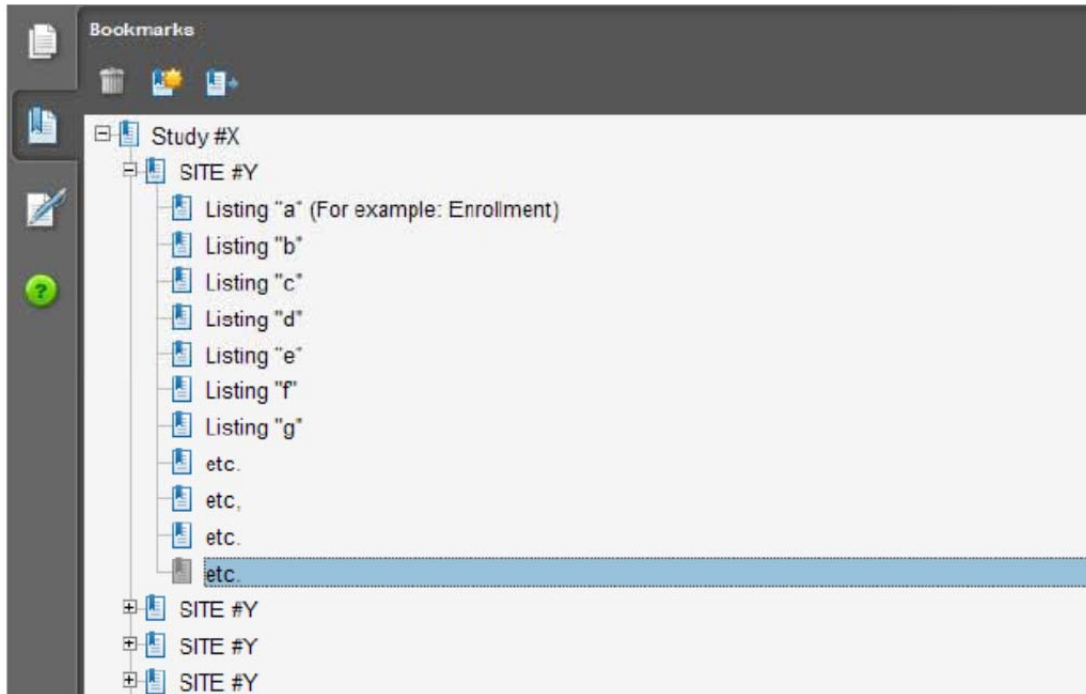 Bookmarks
Study #X
SITE #Y
Listing "a" (For example: Enrollment)
Listing "b"
Listing "c"
Listing "d"
Listing "e"
Listing "f"
Listing "g"
etc.
etc,
etc.
etc.
SITE #Y
SITE #Y
SITE #Y